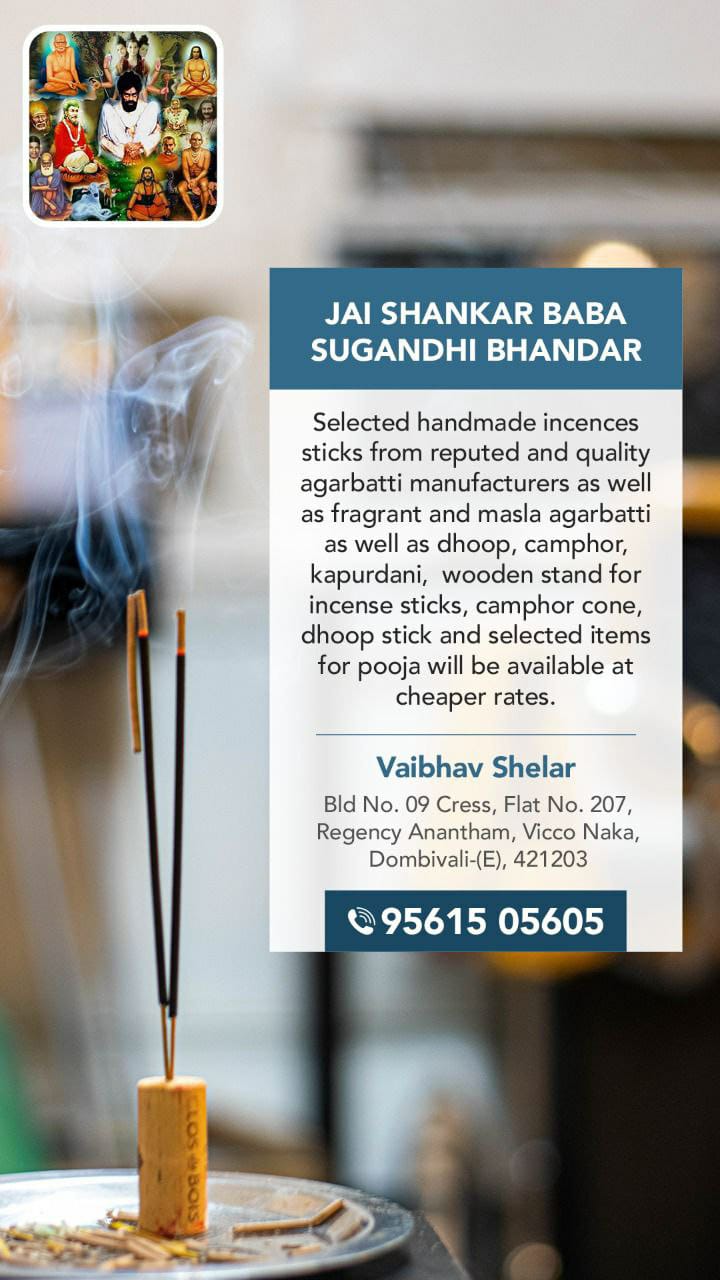 JAI SHANKAR BABA
SUGANDHI BHANDAR
Selected handmade incences
sticks from reputed and quality
agarbatti manufacturers as well
as fragrant and masla agarbatti
as well as dhoop, camphor,
kapurdani,  wooden stand for
incense sticks, camphor cone,
dhoop stick and selected items
for pooja will be available at
cheaper rates.
Vaibhav Shelar
Bld No. 09 Cress, Flat No. 207,
Regency Anantham, Vicco Naka,
Dombivali-(E), 421203
95615 05605
CLOS du BOIS